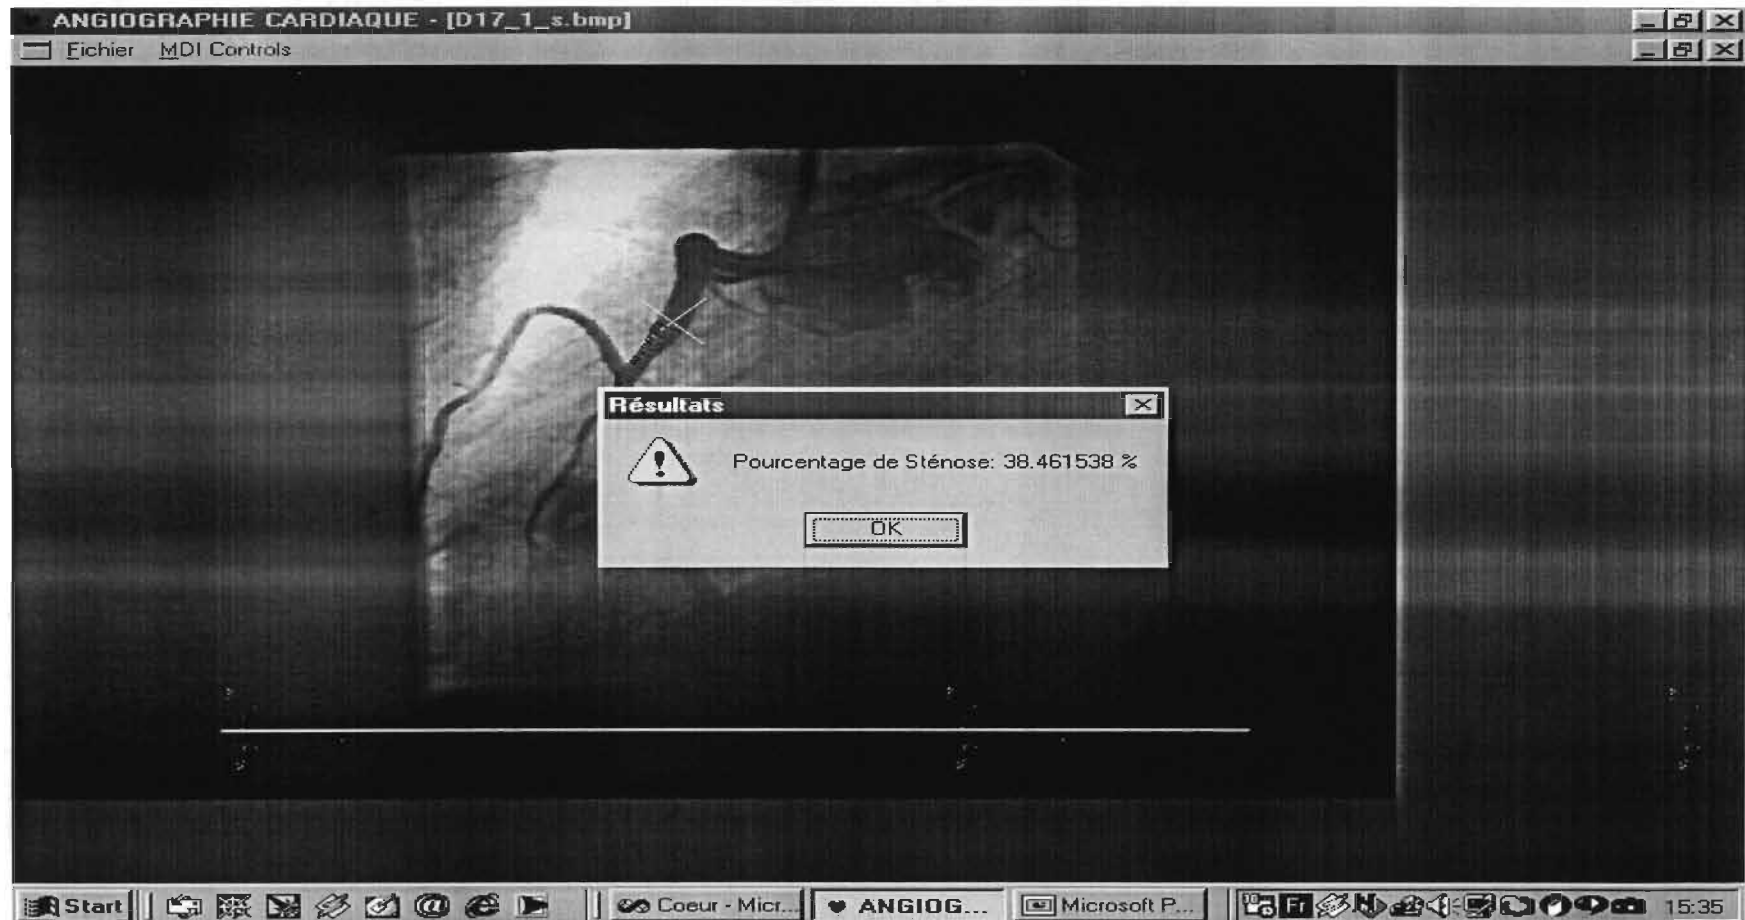 ANGIOGRAPHIE CARDIAQUE - [D17_1_s.bmp]
Fichier MDI Controls
Résultats
Pourcentage de Sténose: 38.461538 %
OK
Start
Coeur - Micr...
ANGIOG...
Microsoft P...
15:35